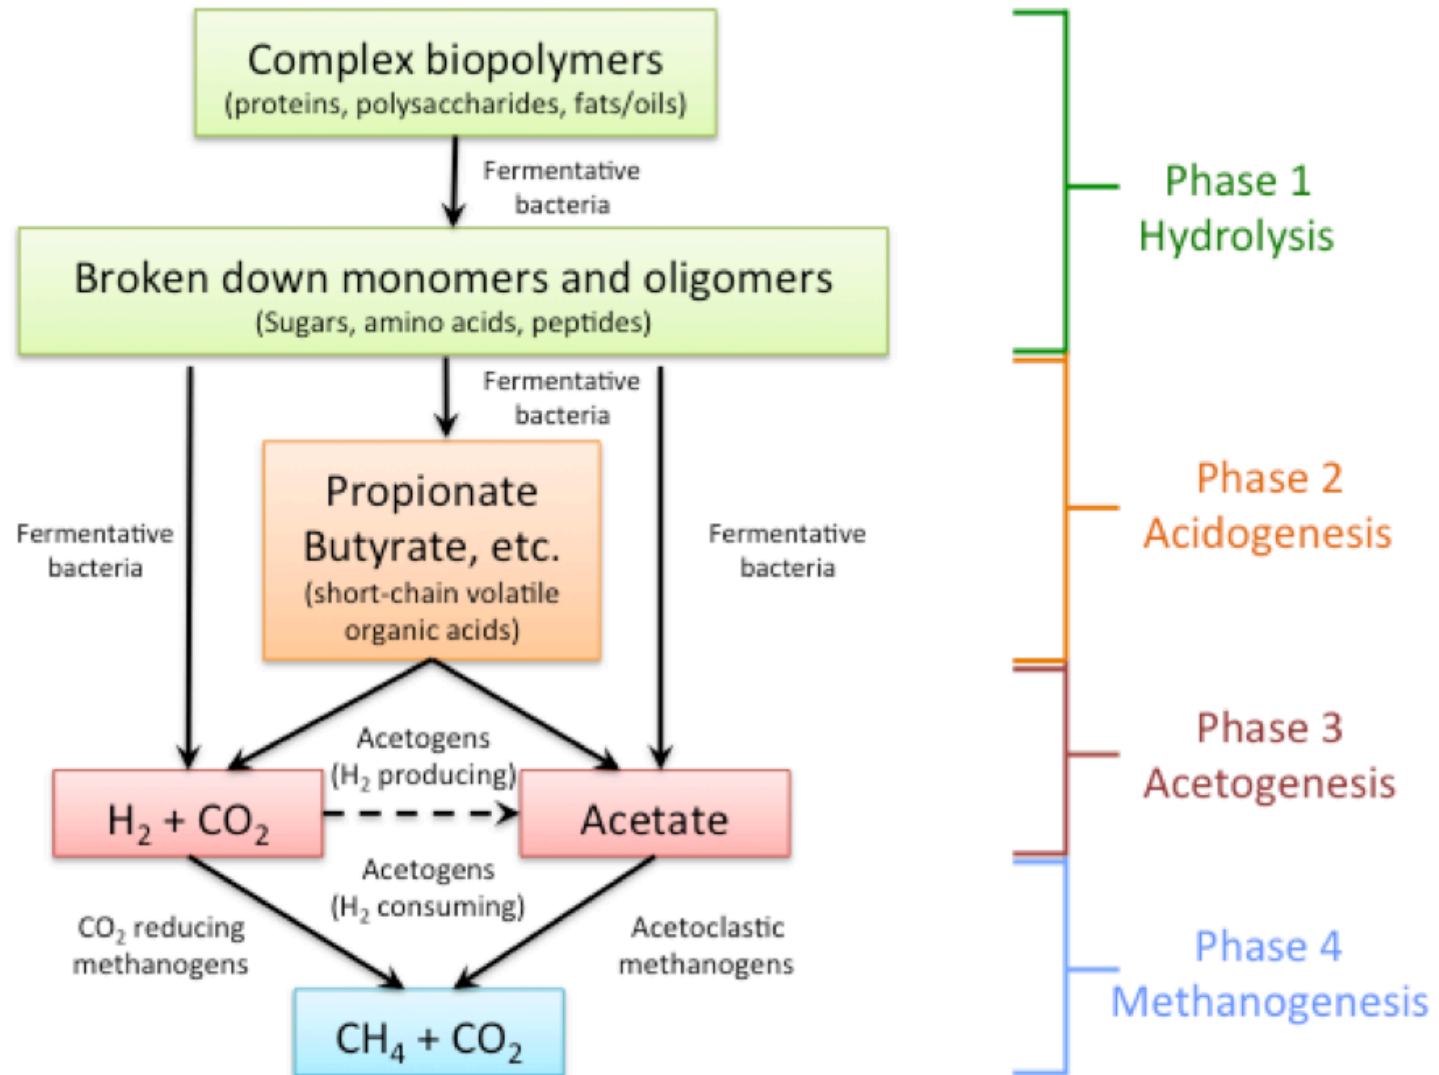 Complex biopolymers
(proteins, polysaccharides, fats/oils)
Fermentative
bacteria
Phase 1
Hydrolysis
Broken down monomers and oligomers
(Sugars, amino acids, peptides)
Fermentative
bacteria
Propionate
Butyrate, etc.
(short-chain volatile
organic acids)
Fermentative
bacteria
Fermentative
bacteria
Phase 2
Acidogenesis
Acetogens
(H₂ producing)
H₂ + CO₂
Acetate
Phase 3
Acetogenesis
Acetogens
(H₂ consuming)
CO₂ reducing
methanogens
Acetoclastic
methanogens
Phase 4
Methanogenesis
CH₄ + CO₂